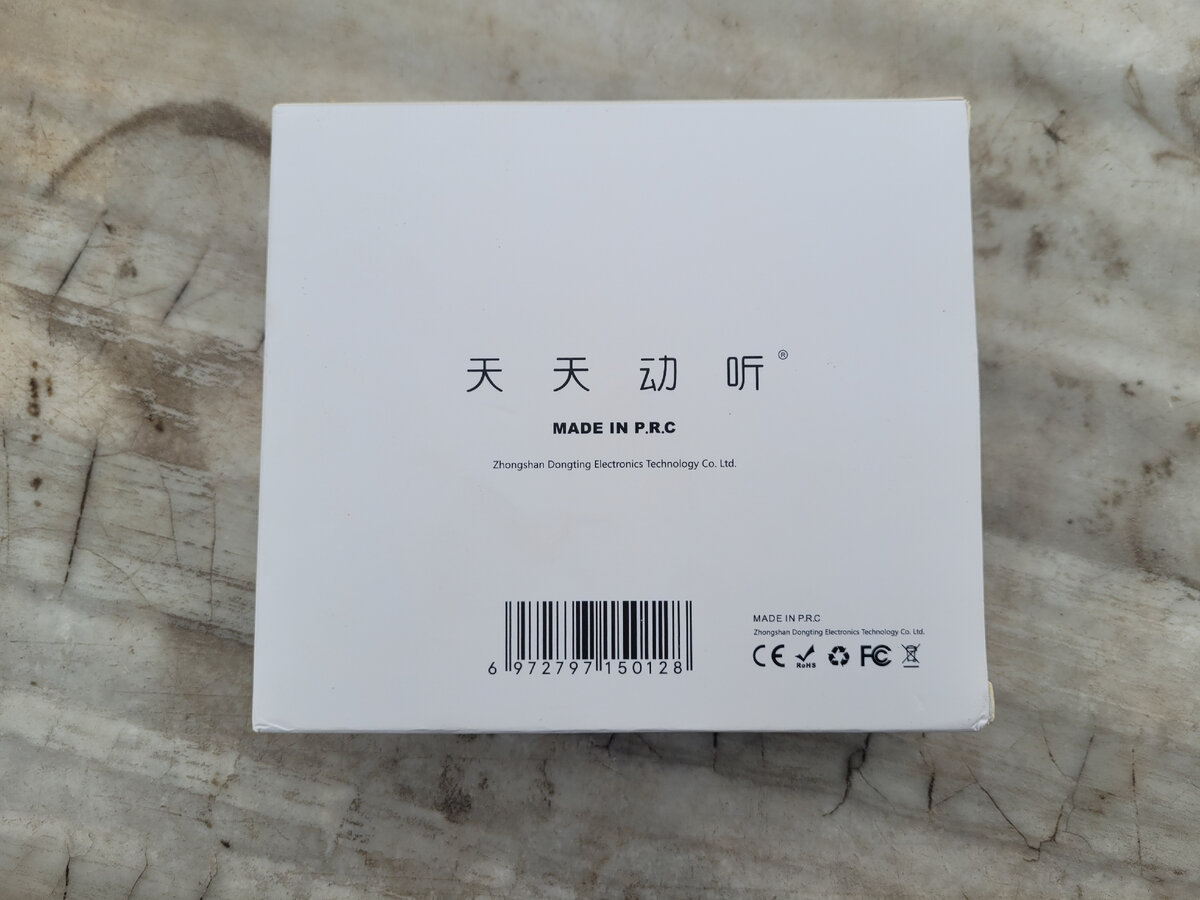 天天动听®
MADE IN P.R.C
Zhongshan Dongting Electronics Technology Co. Ltd.
6 972797 150128
MADE IN P.R.C
Zhongshan Dongting Electronics Technology Co. Ltd.
CE RoHS FC